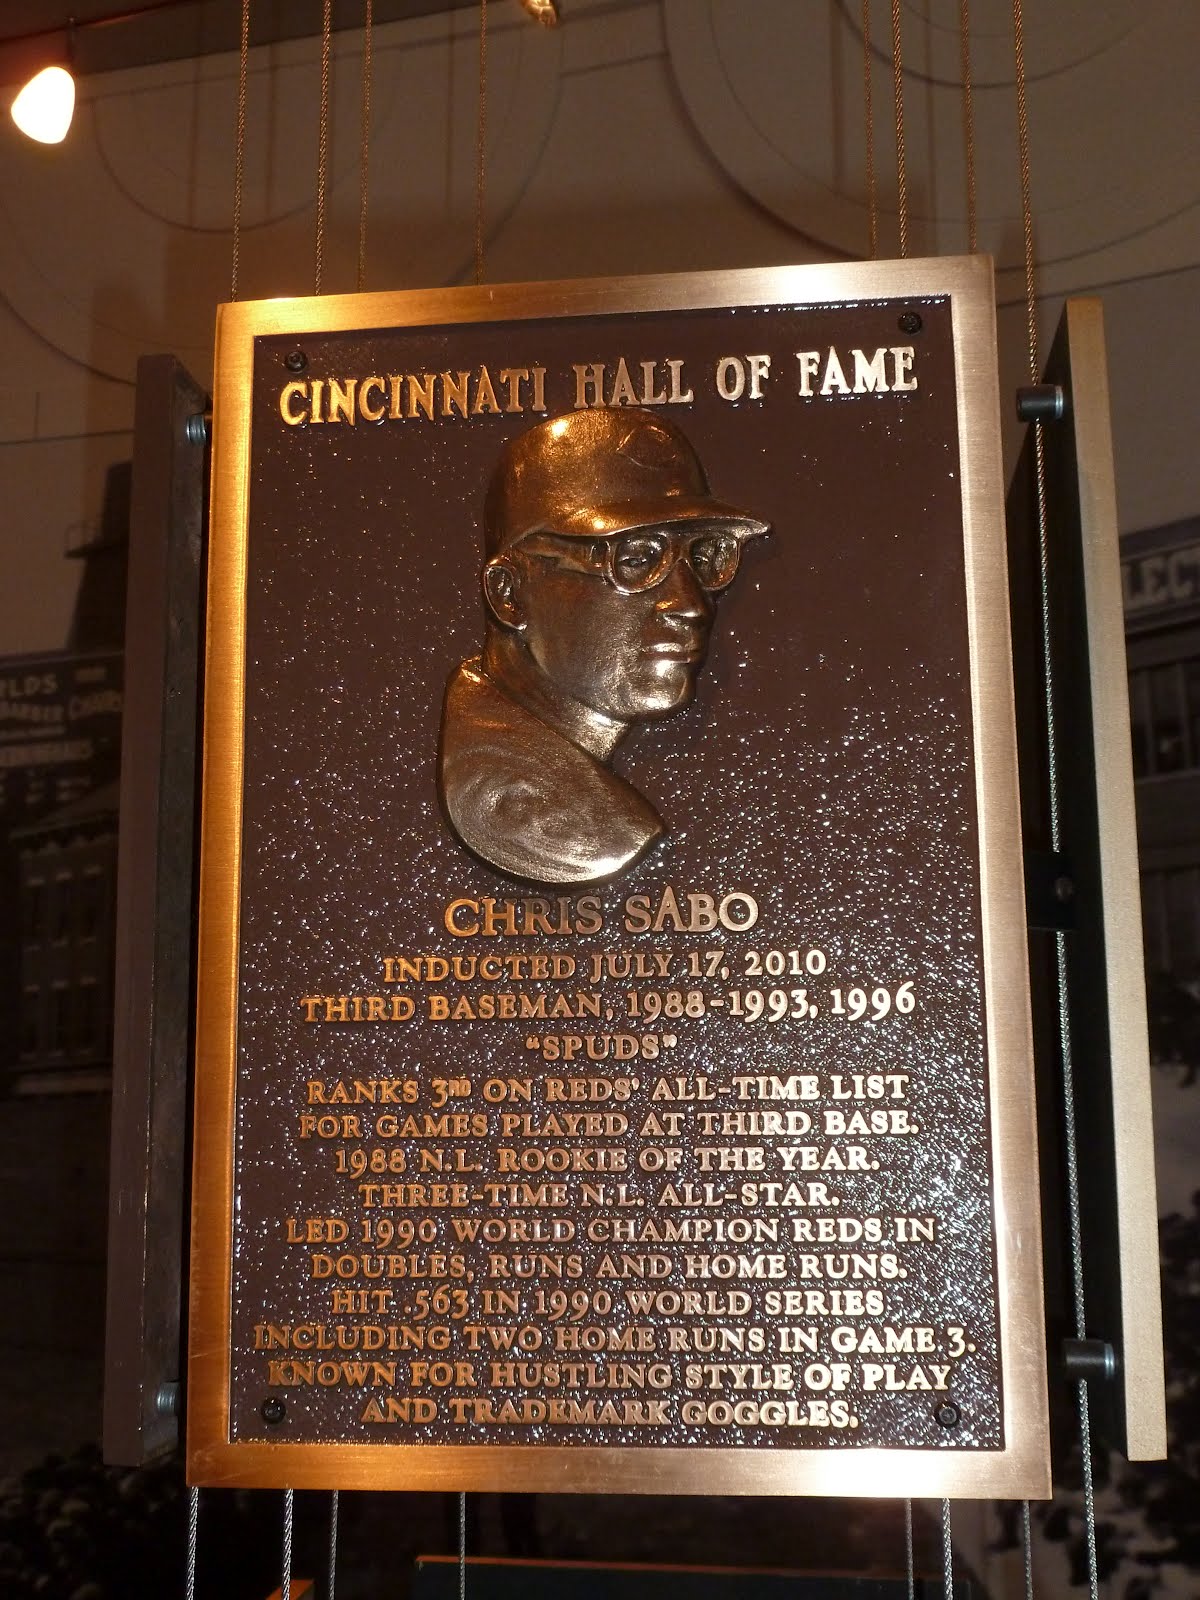 CINCINNATI HALL OF FAME
CHRIS SABO
INDUCTED JULY 17, 2010
THIRD BASEMAN, 1988-1993, 1996
"SPUDS"
RANKS 3RD ON REDS' ALL-TIME LIST
FOR GAMES PLAYED AT THIRD BASE.
1988 N.L. ROOKIE OF THE YEAR.
THREE-TIME N.L. ALL-STAR.
LED 1990 WORLD CHAMPION REDS IN
DOUBLES, RUNS AND HOME RUNS.
HIT .563 IN 1990 WORLD SERIES
INCLUDING TWO HOME RUNS IN GAME 3.
KNOWN FOR HUSTLING STYLE OF PLAY
AND TRADEMARK GOGGLES.